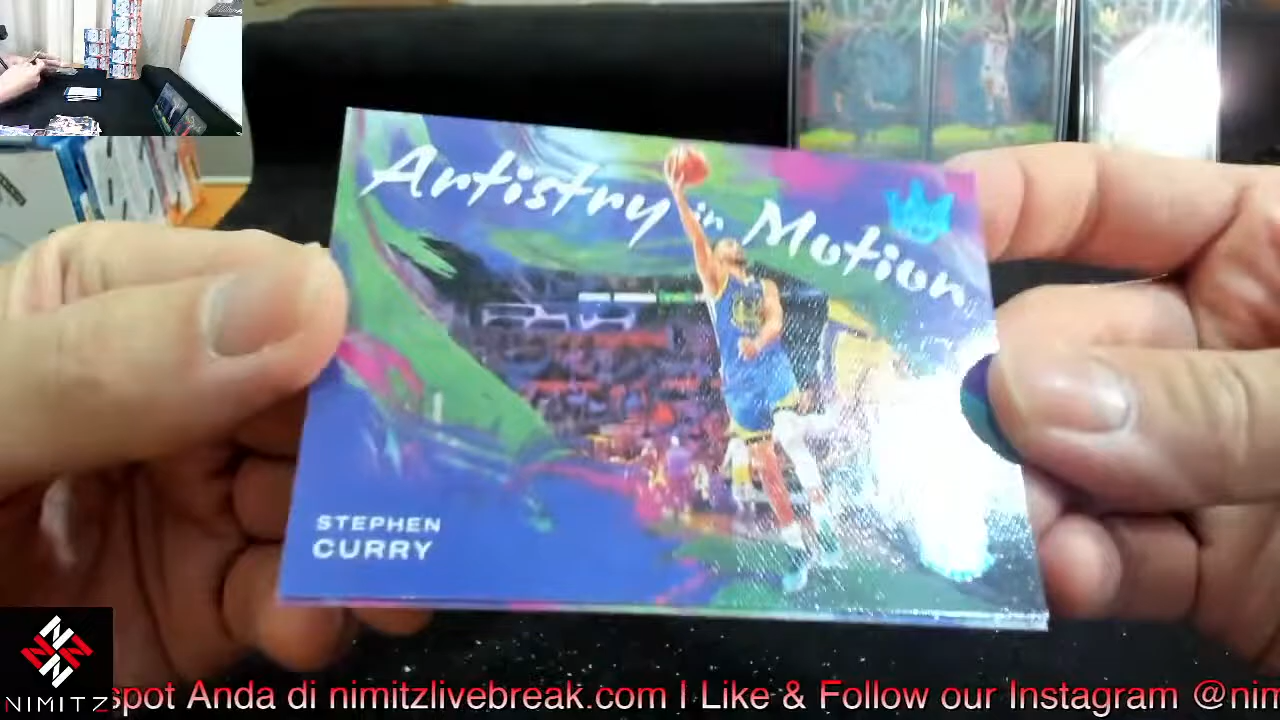 Artistry in Motion
STEPHEN
CURRY
NIMITZ
spot Anda di nimitzlivebreak.com | Like & Follow our Instagram @nim